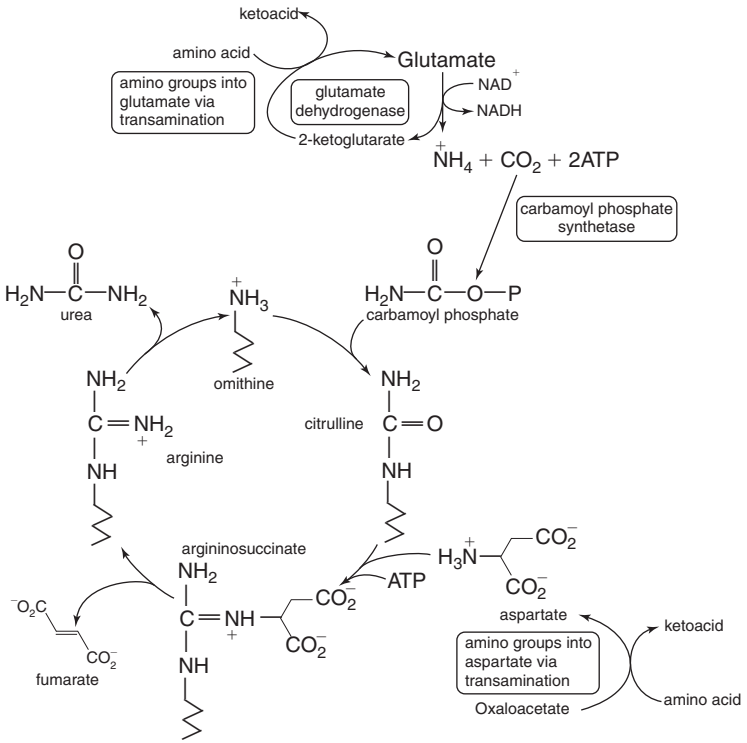 ketoacid
amino acid
Glutamate
amino groups into
glutamate via
transamination
glutamate
dehydrogenase
NAD+
NADH
2-ketoglutarate
+
NH4 + CO2 + 2ATP
carbamoyl phosphate
synthetase
O
H2N—C—NH2
urea
+
NH3
omithine
O
H2N—C—O—P
carbamoyl phosphate
NH2
C=NH2
+
NH
arginine
NH2
citrulline
C=O
NH
argininosuccinate
NH2
C=NH
+
CO2−
CO2−
NH
ATP
+
H3N
CO2−
CO2−
aspartate
−O2C
CO2−
fumarate
amino groups into
aspartate via
transamination
ketoacid
amino acid
Oxaloacetate